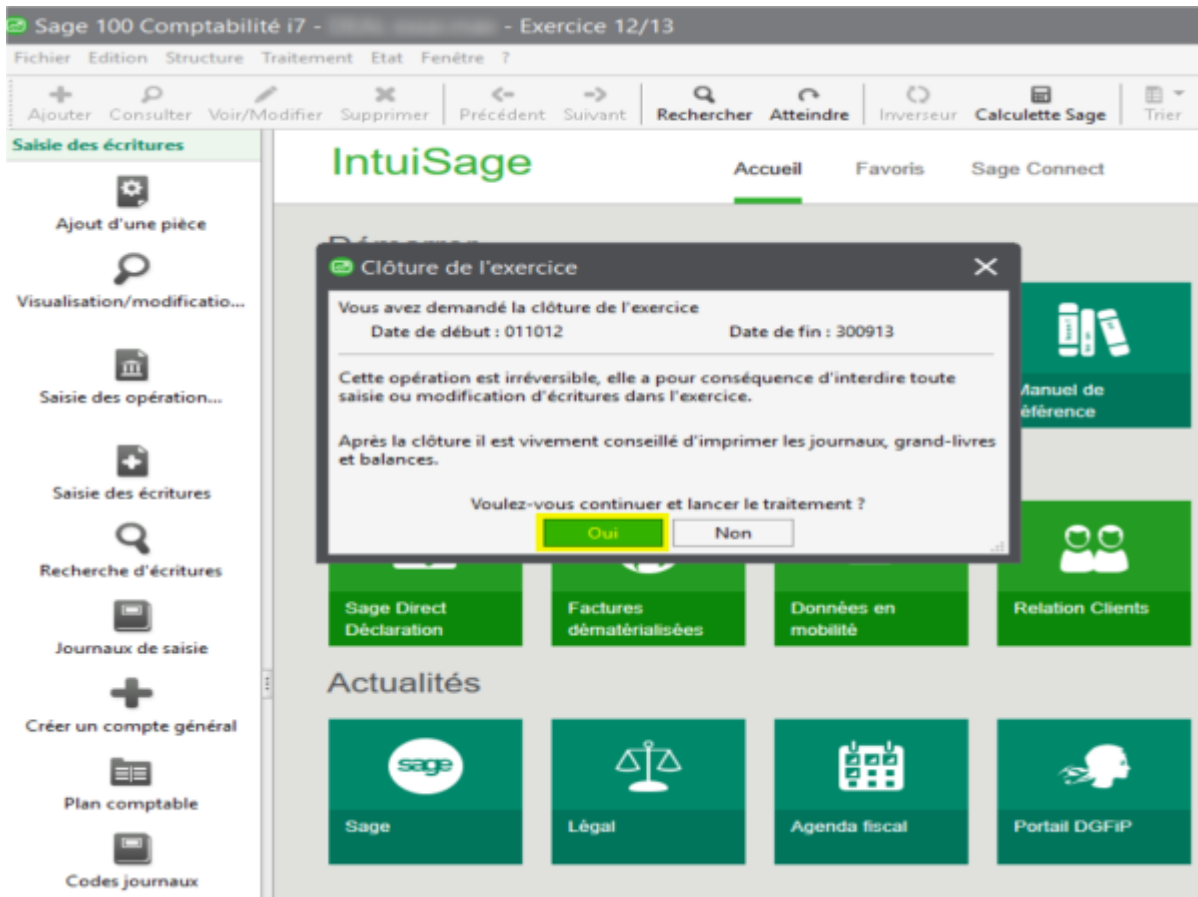 Sage 100 Comptabilité i7 - - Exercice 12/13
Fichier Edition Structure Traitement Etat Fenêtre ?
Ajouter Consulter Voir/Modifier Supprimer Précédent Suivant Rechercher Atteindre Inverseur Calculette Sage Trier
Saisie des écritures
IntuiSage
Accueil Favoris Sage Connect
Ajout d'une pièce
Visualisation/modificatio...
Saisie des opération...
Saisie des écritures
Recherche d'écritures
Journaux de saisie
Créer un compte général
Plan comptable
Codes journaux
Démarrer
Clôture de l'exercice
Vous avez demandé la clôture de l'exercice
Date de début : 011012 Date de fin : 300913
Cette opération est irréversible, elle a pour conséquence d'interdire toute
saisie ou modification d'écritures dans l'exercice.
Après la clôture il est vivement conseillé d'imprimer les journaux, grand-livres
et balances.
Voulez-vous continuer et lancer le traitement ?
Oui Non
Manuel de
référence
Sage Direct
Déclaration
Factures
dématérialisées
Données en
mobilité
Relation Clients
Actualités
sage
Sage
Légal
Agenda fiscal
Portail DGFiP